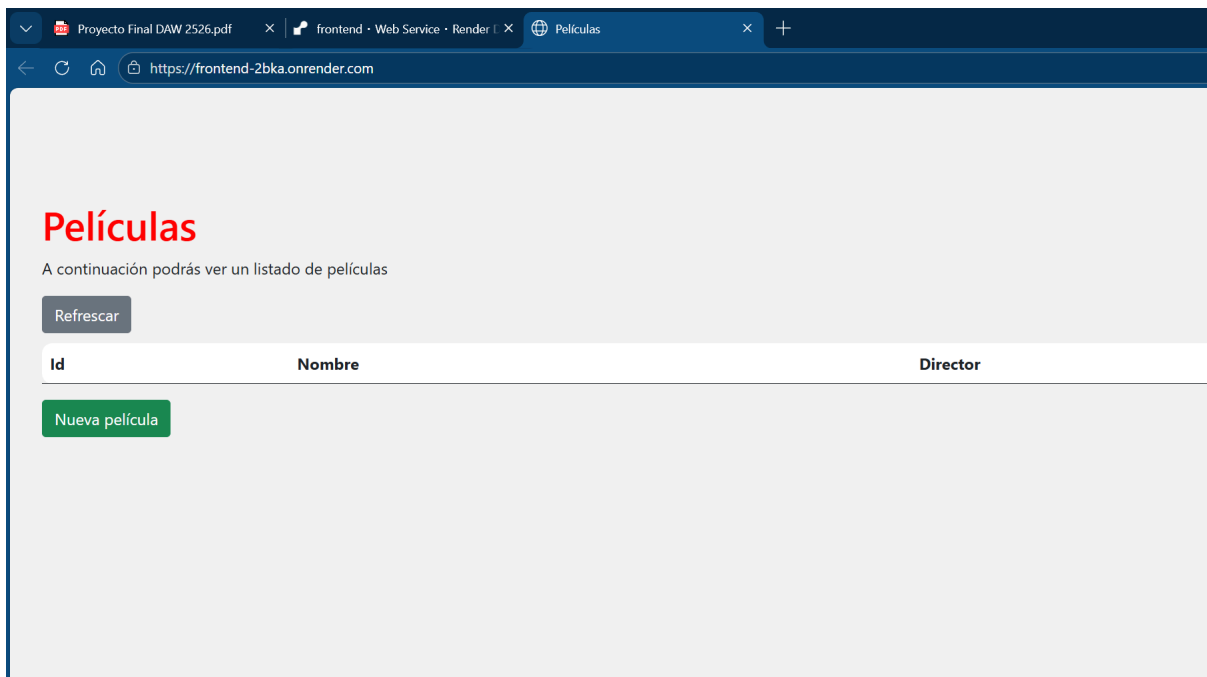 Proyecto Final DAW 2526.pdf
frontend · Web Service · Render
Películas
https://frontend-2bka.onrender.com
Películas
A continuación podrás ver un listado de películas
Refrescar
Id Nombre Director
Nueva película